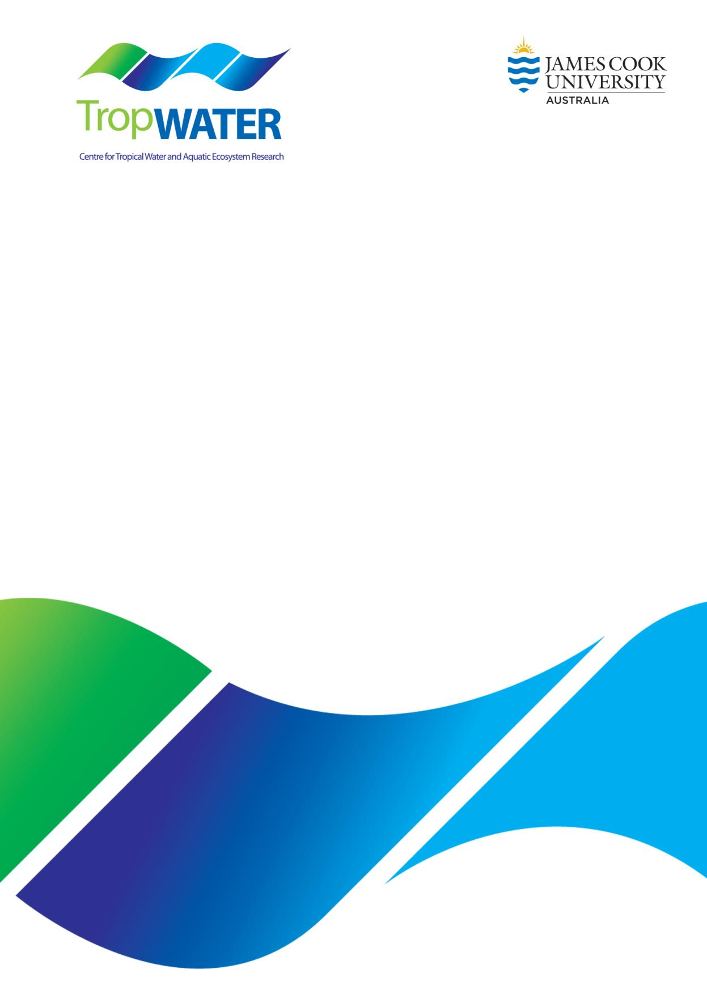 TropWATER
Centre for Tropical Water and Aquatic Ecosystem Research
JAMES COOK
UNIVERSITY
AUSTRALIA